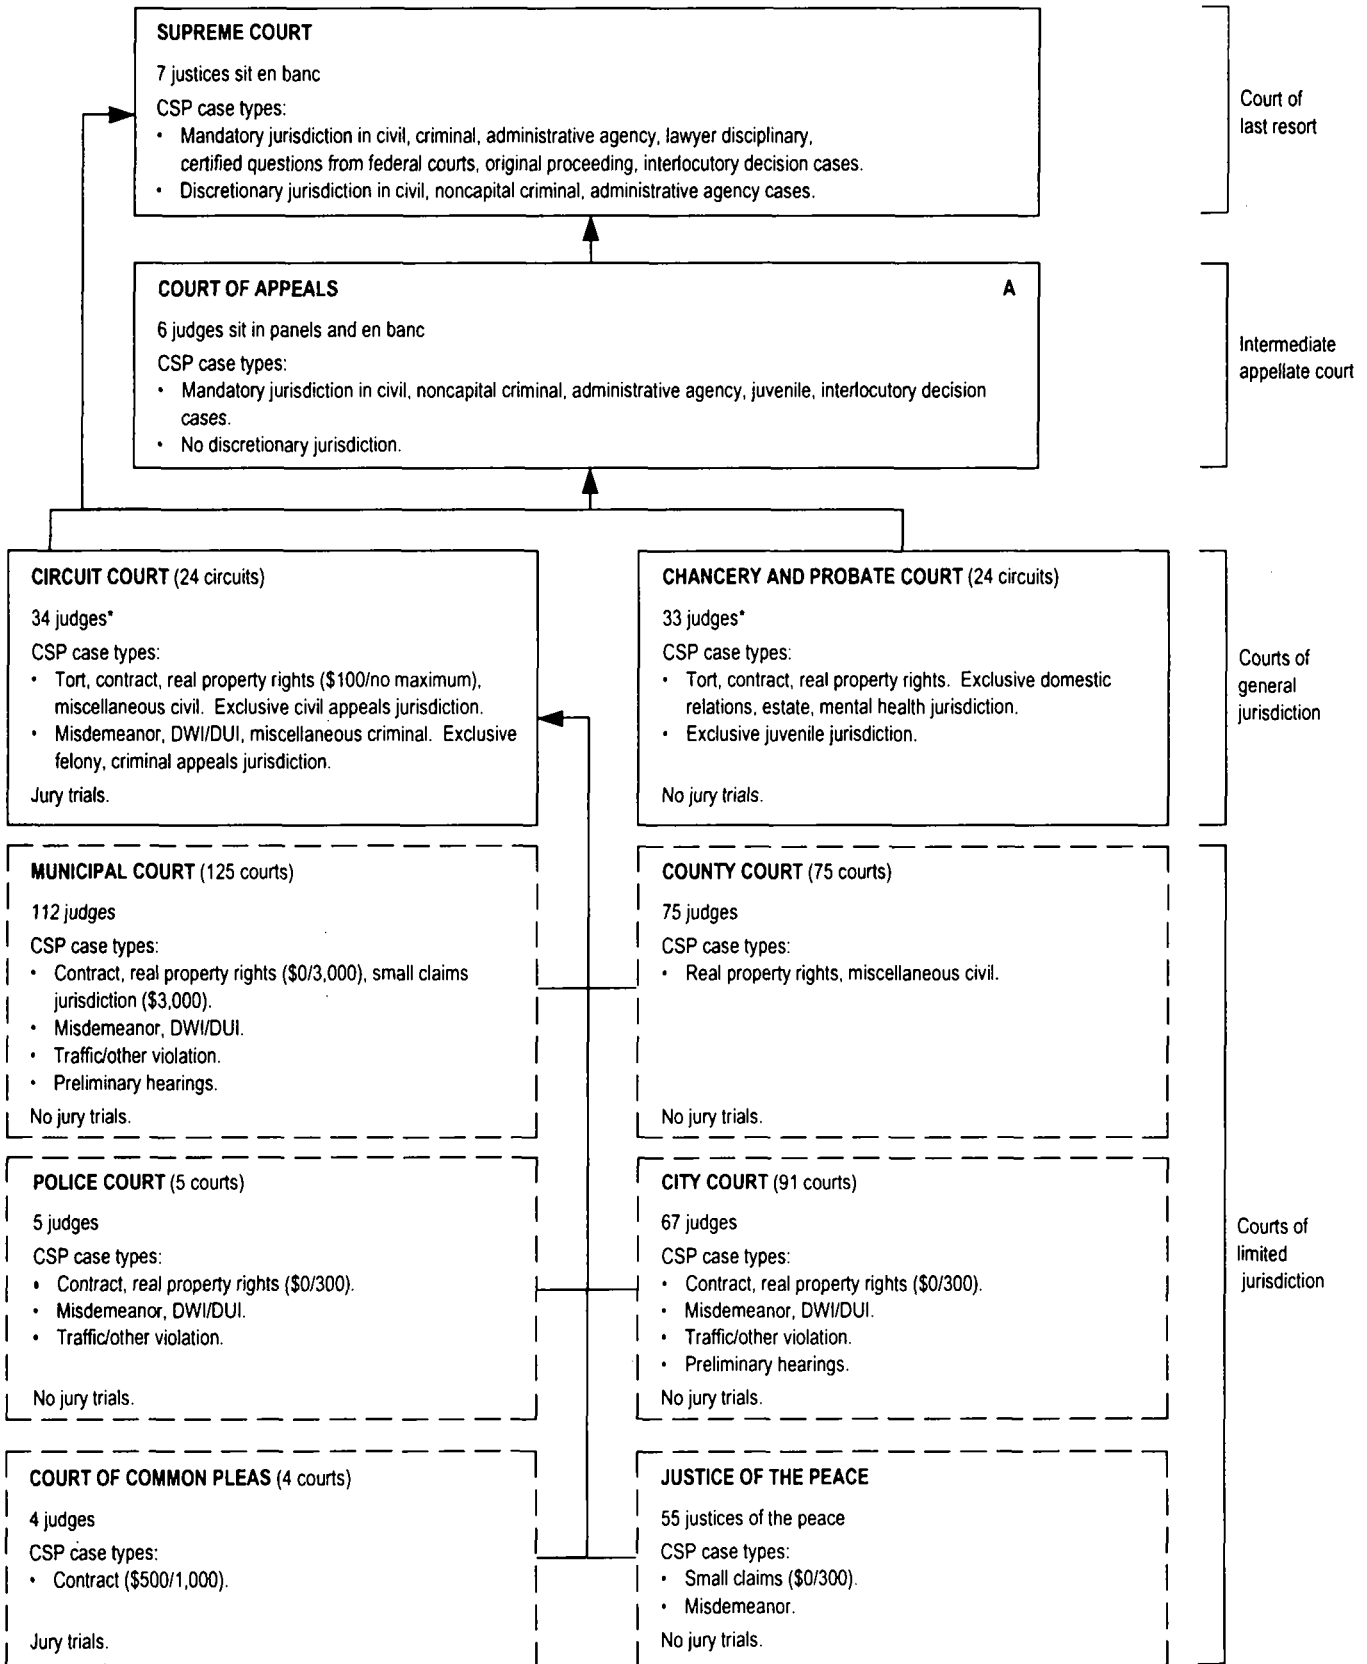 SUPREME COURT
7 justices sit en banc
CSP case types:
• Mandatory jurisdiction in civil, criminal, administrative agency, lawyer disciplinary,
certified questions from federal courts, original proceeding, interlocutory decision cases.
• Discretionary jurisdiction in civil, noncapital criminal, administrative agency cases.
Court of
last resort
COURT OF APPEALS A
6 judges sit in panels and en banc
CSP case types:
• Mandatory jurisdiction in civil, noncapital criminal, administrative agency, juvenile, interlocutory decision
cases.
• No discretionary jurisdiction.
Intermediate
appellate court
CIRCUIT COURT (24 circuits)
34 judges*
CSP case types:
• Tort, contract, real property rights ($100/no maximum),
miscellaneous civil. Exclusive civil appeals jurisdiction.
• Misdemeanor, DWI/DUI, miscellaneous criminal. Exclusive
felony, criminal appeals jurisdiction.
Jury trials.
CHANCERY AND PROBATE COURT (24 circuits)
33 judges*
CSP case types:
• Tort, contract, real property rights. Exclusive domestic
relations, estate, mental health jurisdiction.
• Exclusive juvenile jurisdiction.
No jury trials.
Courts of
general
jurisdiction
MUNICIPAL COURT (125 courts)
112 judges
CSP case types:
• Contract, real property rights ($0/3,000), small claims
jurisdiction ($3,000).
• Misdemeanor, DWI/DUI.
• Traffic/other violation.
• Preliminary hearings.
No jury trials.
COUNTY COURT (75 courts)
75 judges
CSP case types:
• Real property rights, miscellaneous civil.
No jury trials.
POLICE COURT (5 courts)
5 judges
CSP case types:
• Contract, real property rights ($0/300).
• Misdemeanor, DWI/DUI.
• Traffic/other violation.
No jury trials.
CITY COURT (91 courts)
67 judges
CSP case types:
• Contract, real property rights ($0/300).
• Misdemeanor, DWI/DUI.
• Traffic/other violation.
• Preliminary hearings.
No jury trials.
Courts of
limited
jurisdiction
COURT OF COMMON PLEAS (4 courts)
4 judges
CSP case types:
• Contract ($500/1,000).
Jury trials.
JUSTICE OF THE PEACE
55 justices of the peace
CSP case types:
• Small claims ($0/300).
• Misdemeanor.
No jury trials.